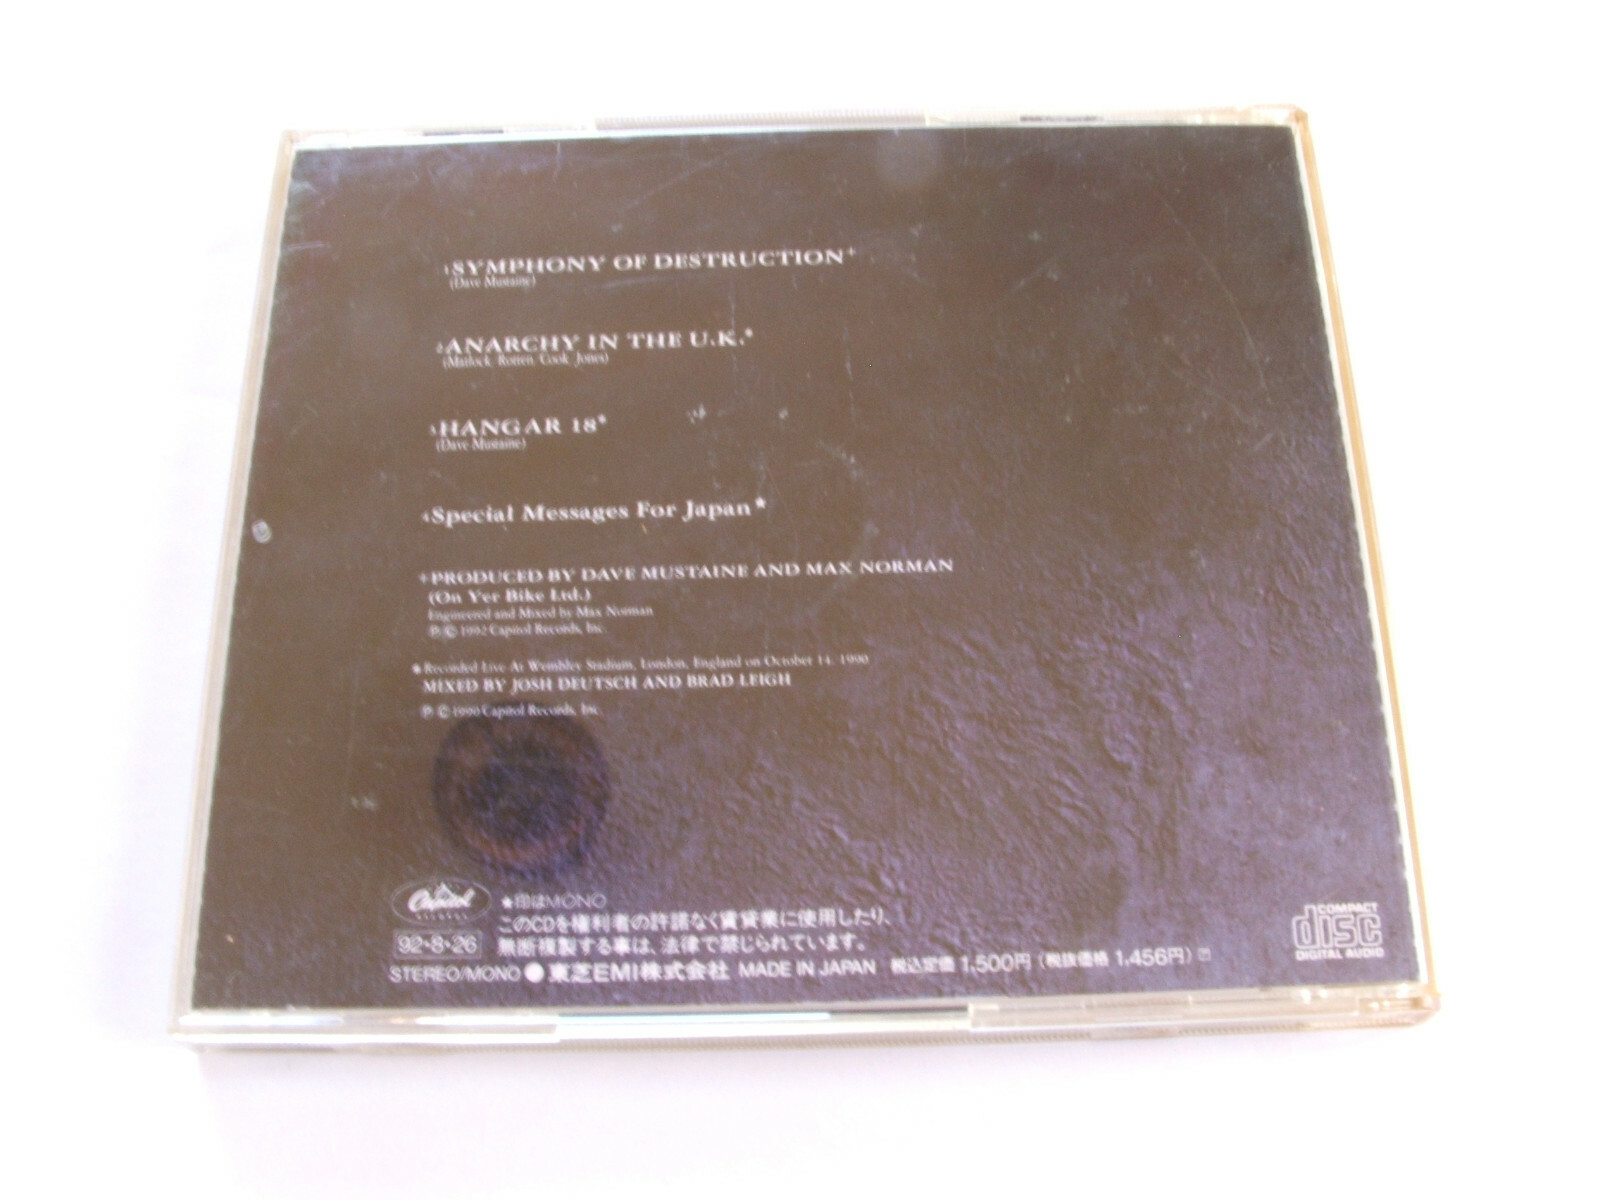 1 SYMPHONY OF DESTRUCTION+
(Dave Mustaine)
2 ANARCHY IN THE U.K.*
(Matlock, Rotten, Cook, Jones)
3 HANGAR 18*
(Dave Mustaine)
4 Special Messages For Japan★
+PRODUCED BY DAVE MUSTAINE AND MAX NORMAN
(On Yer Bike Ltd.)
Engineered and Mixed by Max Norman
℗© 1992 Capitol Records, Inc.
★Recorded Live At Wembley Stadium, London, England on October 14, 1990
MIXED BY JOSH DEUTSCH AND BRAD LEIGH
℗© 1990 Capitol Records, Inc.
Capitol
RECORDS
★印はMONO
このCDを権利者の許諾なく賃貸業に使用したり、
無断複製する事は、法律で禁じられています。
92・8・26
STEREO/MONO ●東芝EMI株式会社 MADE IN JAPAN 税込定価 1,500円 (税抜価格 1,456円)
COMPACT
disc
DIGITAL AUDIO